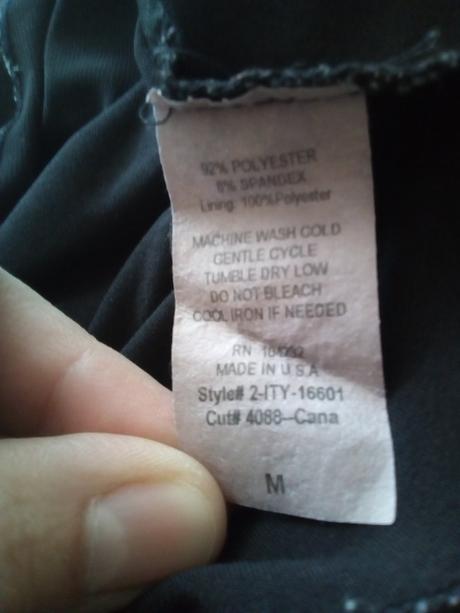 92% POLYESTER
8% SPANDEX
Lining: 100%Polyester
MACHINE WASH COLD
GENTLE CYCLE
TUMBLE DRY LOW
DO NOT BLEACH
COOL IRON IF NEEDED
RN
MADE IN U.S.A
Style# 2-ITY-16601
Cut# 4088--Cana
M